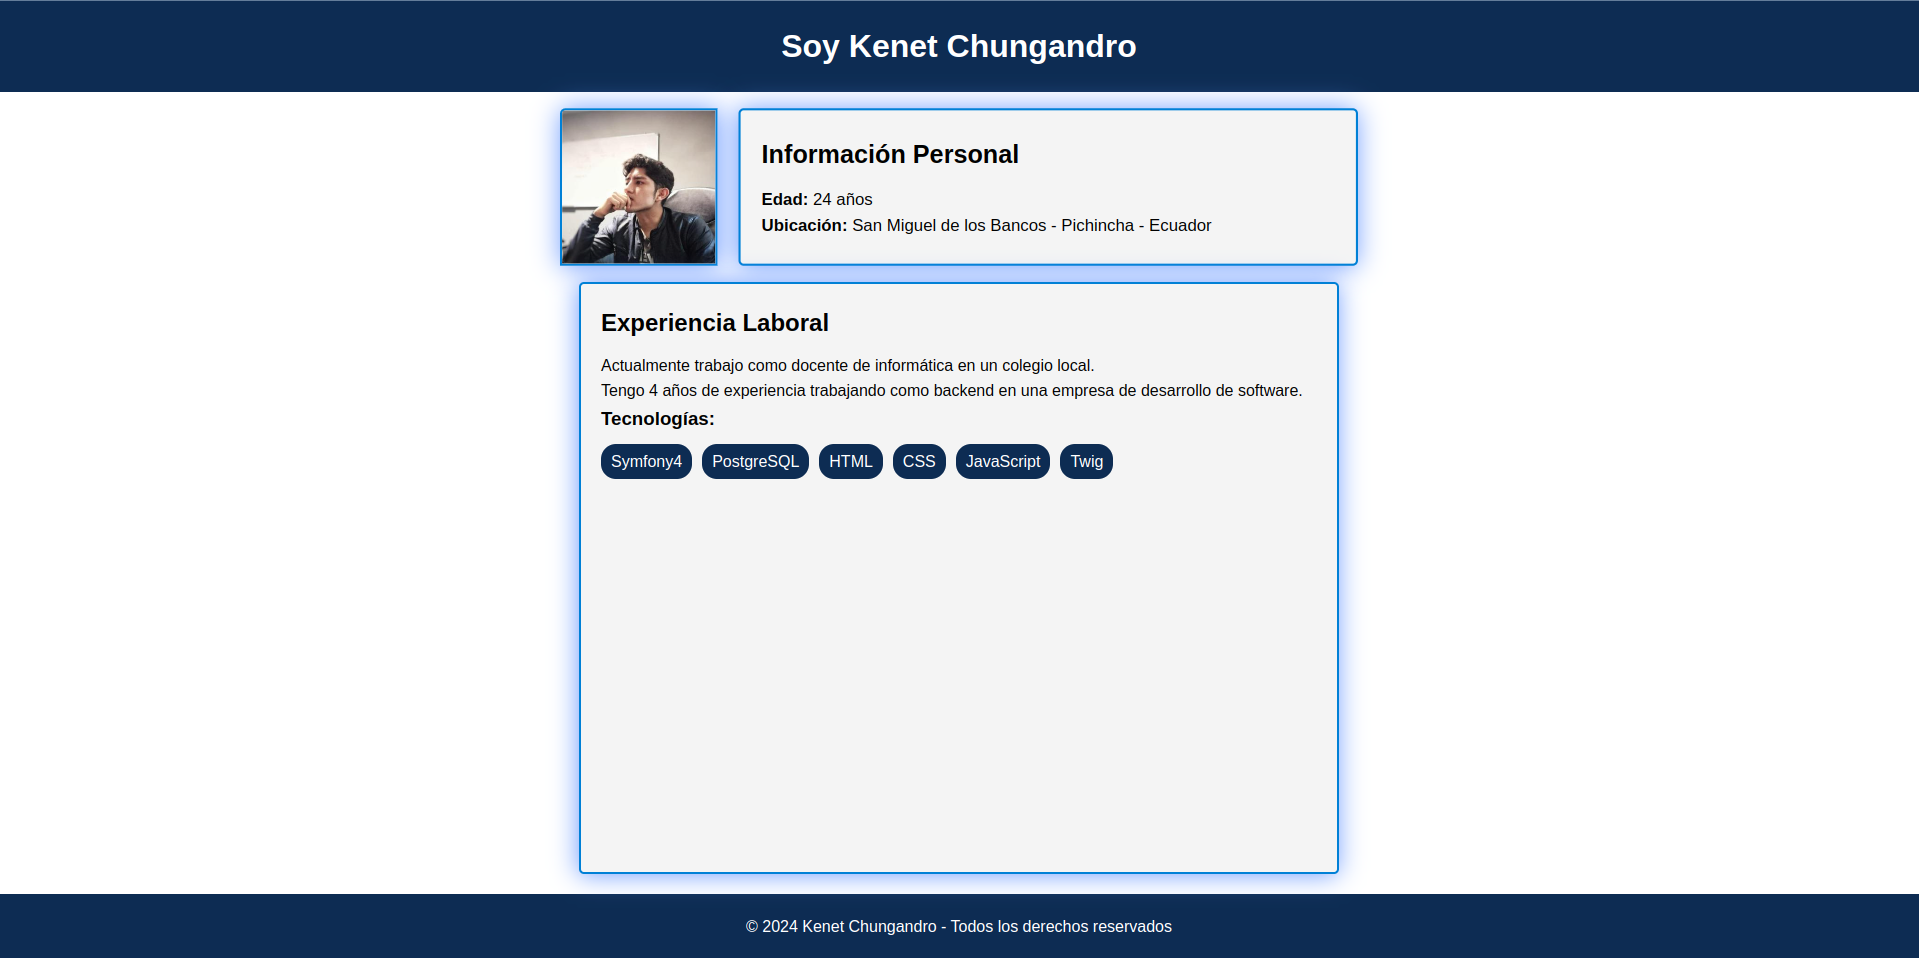 Soy Kenet Chungandro
Información Personal
Edad: 24 años
Ubicación: San Miguel de los Bancos - Pichincha - Ecuador
Experiencia Laboral
Actualmente trabajo como docente de informática en un colegio local.
Tengo 4 años de experiencia trabajando como backend en una empresa de desarrollo de software.
Tecnologías:
Symfony4 PostgreSQL HTML CSS JavaScript Twig
© 2024 Kenet Chungandro - Todos los derechos reservados